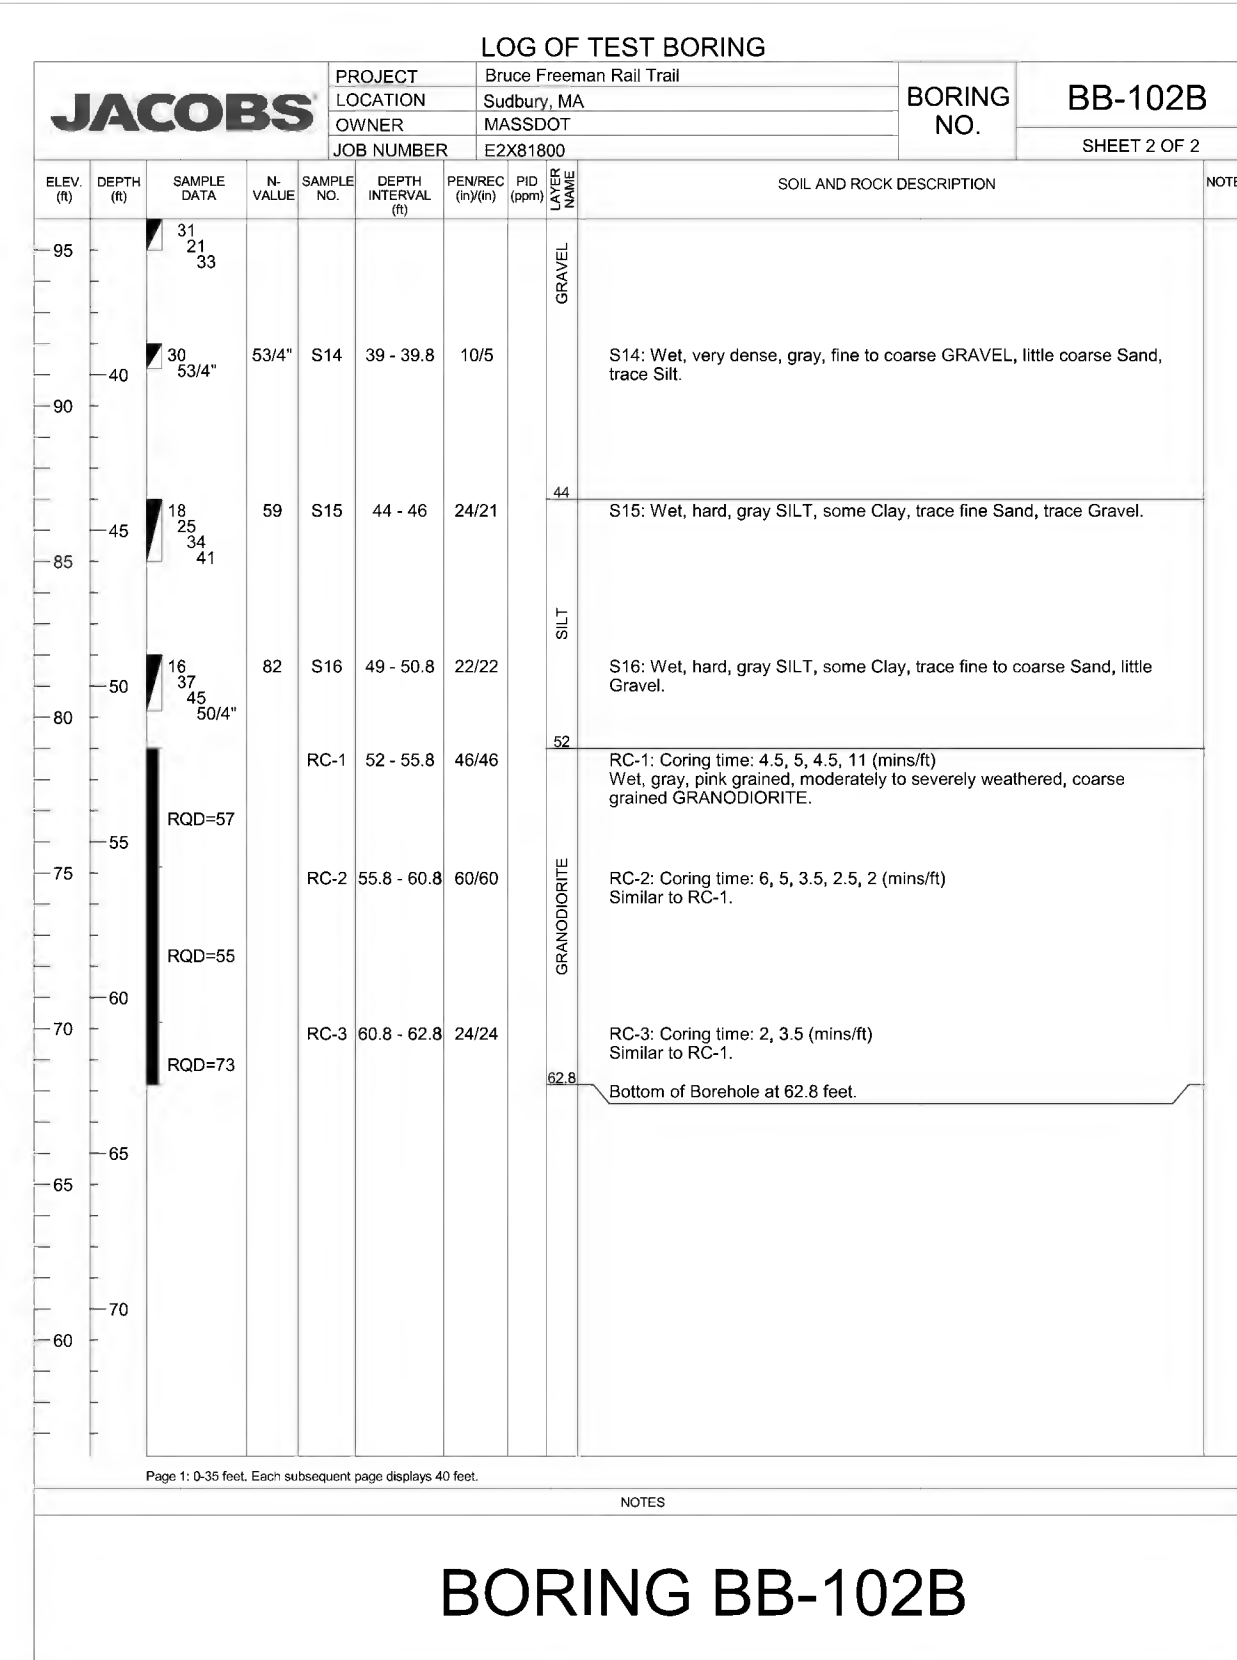 LOG OF TEST BORING
JACOBS
PROJECT Bruce Freeman Rail Trail
LOCATION Sudbury, MA
OWNER MASSDOT
JOB NUMBER E2X81800
BORING NO.
BB-102B
SHEET 2 OF 2
ELEV. (ft) DEPTH (ft) SAMPLE DATA N-VALUE SAMPLE NO. DEPTH INTERVAL (ft) PEN/REC (in)/(in) PID (ppm) LAYER NAME SOIL AND ROCK DESCRIPTION NOTE
31
21
33
95
GRAVEL
30 53/4" S14 39 - 39.8 10/5 S14: Wet, very dense, gray, fine to coarse GRAVEL, little coarse Sand,
53/4" trace Silt.
40
90
44
18 59 S15 44 - 46 24/21 S15: Wet, hard, gray SILT, some Clay, trace fine Sand, trace Gravel.
25
34
41
45
85
SILT
16 82 S16 49 - 50.8 22/22 S16: Wet, hard, gray SILT, some Clay, trace fine to coarse Sand, little
37 Gravel.
45
50/4"
50
80
52
RC-1 52 - 55.8 46/46 RC-1: Coring time: 4.5, 5, 4.5, 11 (mins/ft)
Wet, gray, pink grained, moderately to severely weathered, coarse
grained GRANODIORITE.
RQD=57
55
75
RC-2 55.8 - 60.8 60/60 RC-2: Coring time: 6, 5, 3.5, 2.5, 2 (mins/ft)
Similar to RC-1.
GRANODIORITE
RQD=55
60
70
RC-3 60.8 - 62.8 24/24 RC-3: Coring time: 2, 3.5 (mins/ft)
Similar to RC-1.
RQD=73
62.8
Bottom of Borehole at 62.8 feet.
65
65
70
60
Page 1: 0-35 feet. Each subsequent page displays 40 feet.
NOTES
BORING BB-102B